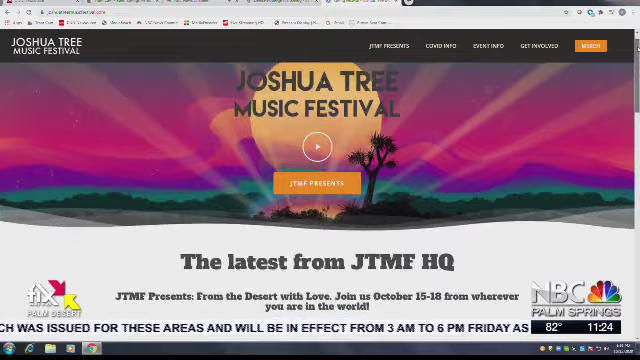 joshuatreemusicfestival.com
JOSHUA TREE
MUSIC FESTIVAL
JTMF PRESENTS
COVID INFO
EVENT INFO
GET INVOLVED
MERCH
JOSHUA TREE
MUSIC FESTIVAL
JTMF PRESENTS
The latest from JTMF HQ
JTMF Presents: From the Desert with Love. Join us October 15-18 from wherever
you are in the world!
fix
PALM DESERT
NBC
PALM SPRINGS
CH WAS ISSUED FOR THESE AREAS AND WILL BE IN EFFECT FROM 3 AM TO 6 PM FRIDAY AS
82°
11:24